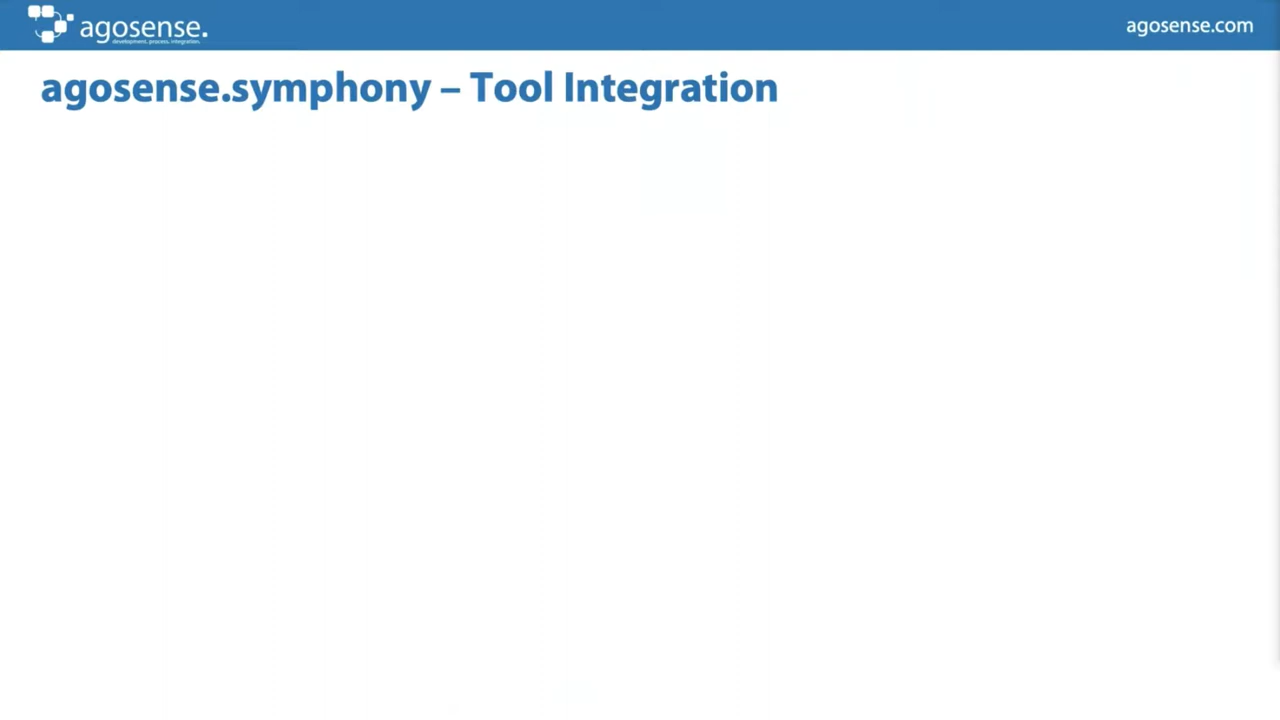 agosense.
development. process. integration.
agosense.com
agosense.symphony – Tool Integration